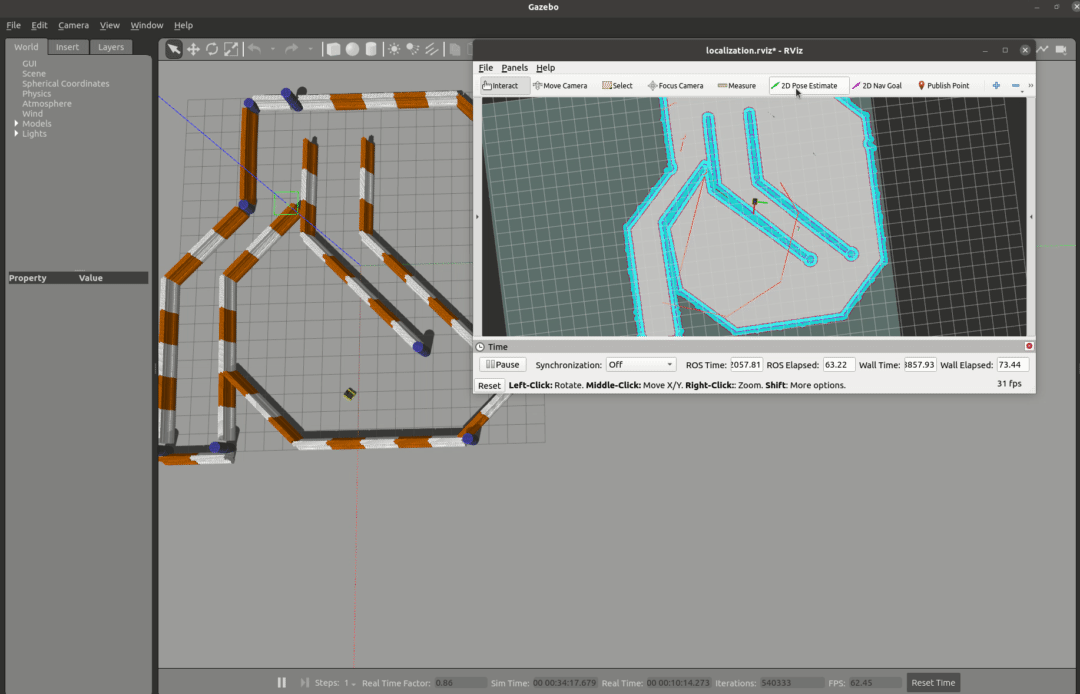 Gazebo
File Edit Camera View Window Help
World Insert Layers
GUI
Scene
Spherical Coordinates
Physics
Atmosphere
Wind
Models
Lights
Property Value
localization.rviz* - RViz
File Panels Help
Interact Move Camera Select Focus Camera Measure 2D Pose Estimate 2D Nav Goal Publish Point
Time
Pause Synchronization: Off ROS Time: 2057.81 ROS Elapsed: 63.22 Wall Time: 3857.93 Wall Elapsed: 73.44
Reset Left-Click: Rotate. Middle-Click: Move X/Y. Right-Click:: Zoom. Shift: More options. 31 fps
Steps: 1 Real Time Factor: 0.86 Sim Time: 00 00:34:17.679 Real Time: 00 00:10:14.273 Iterations: 540333 FPS: 62.45 Reset Time